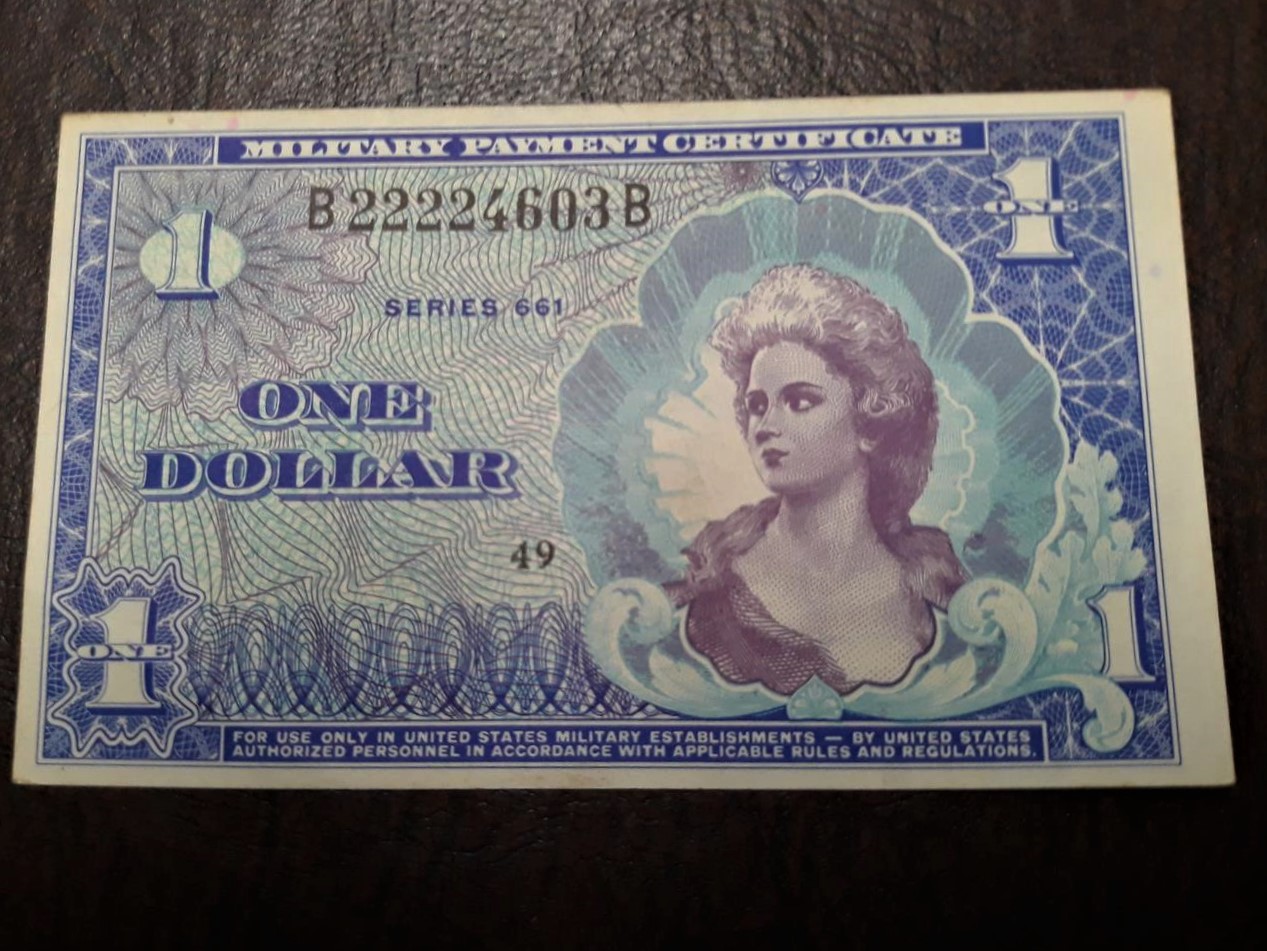 MILITARY PAYMENT CERTIFICATE
1
B22224603B
1
ONE
SERIES 661
ONE
DOLLAR
49
1
ONE
1
FOR USE ONLY IN UNITED STATES MILITARY ESTABLISHMENTS — BY UNITED STATES
AUTHORIZED PERSONNEL IN ACCORDANCE WITH APPLICABLE RULES AND REGULATIONS.